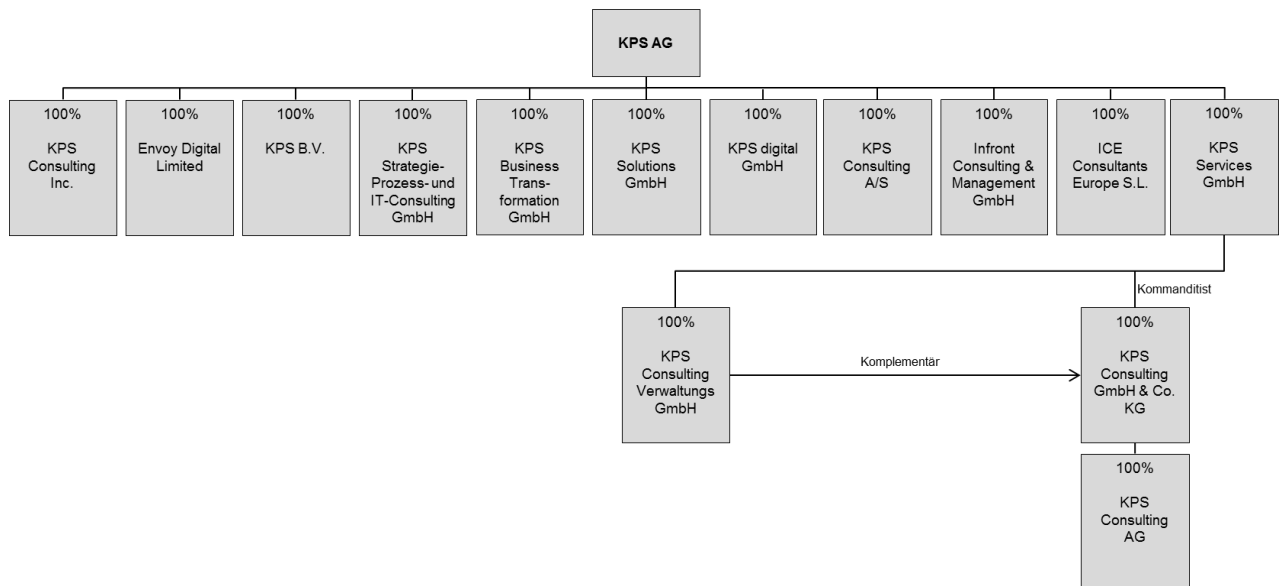 KPS AG
100%
KPS
Consulting
Inc.
100%
Envoy Digital
Limited
100%
KPS B.V.
100%
KPS
Strategie-
Prozess- und
IT-Consulting
GmbH
100%
KPS
Business
Trans-
formation
GmbH
100%
KPS
Solutions
GmbH
100%
KPS digital
GmbH
100%
KPS
Consulting
A/S
100%
Infront
Consulting &
Management
GmbH
100%
ICE
Consultants
Europe S.L.
100%
KPS
Services
GmbH
Kommanditist
100%
KPS
Consulting
Verwaltungs
GmbH
Komplementär
100%
KPS
Consulting
GmbH & Co.
KG
100%
KPS
Consulting
AG